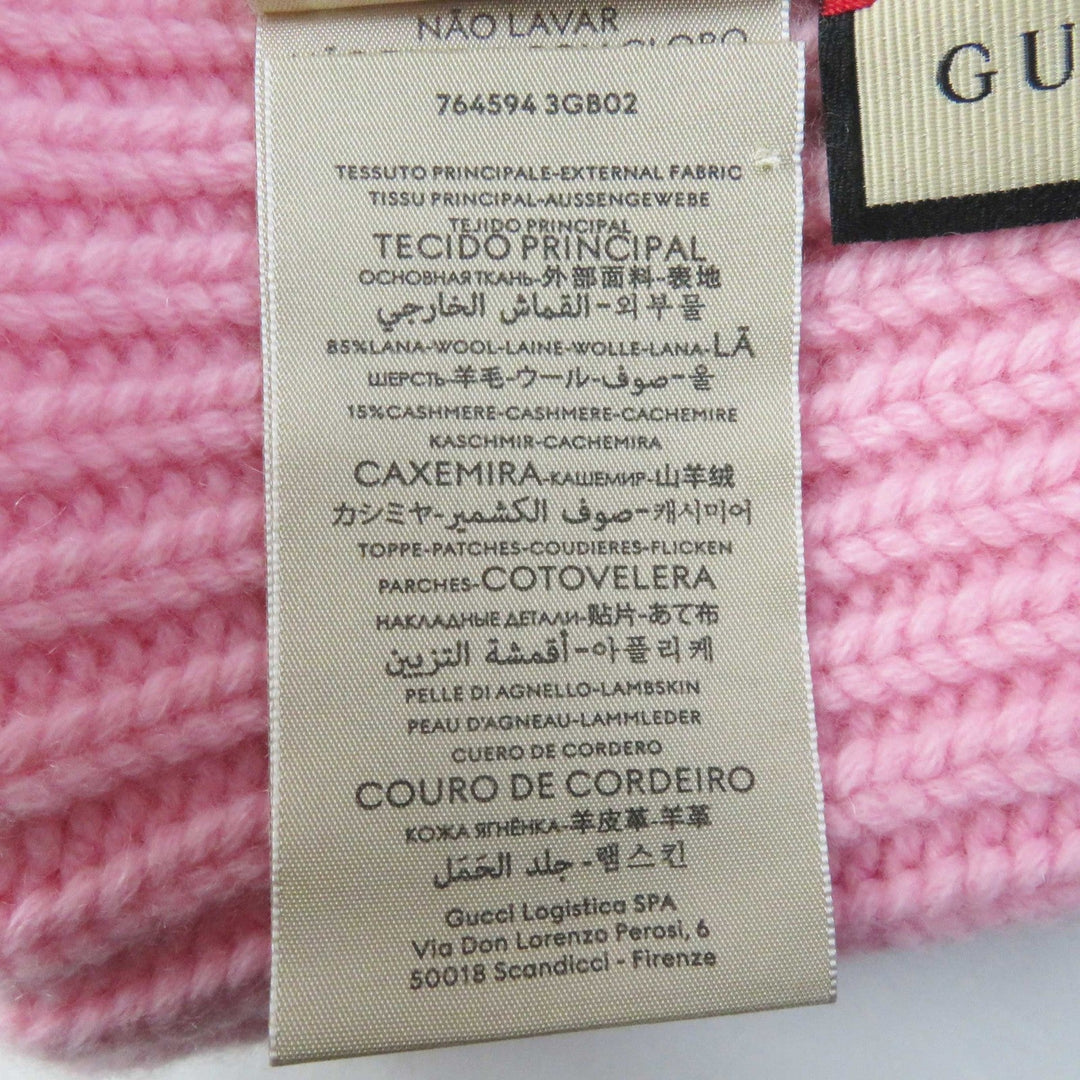 NÃO LAVAR
GU
764594 3GB02
TESSUTO PRINCIPALE-EXTERNAL FABRIC
TISSU PRINCIPAL-AUSSENGEWEBE
TEJIDO PRINCIPAL
TECIDO PRINCIPAL
ОСНОВНАЯ ТКАНЬ-外部面料-表地
القماش الخارجي-외부물
85%LANA-WOOL-LAINE-WOLLE-LANA-LÃ
ШЕРСТЬ-羊毛-ウール-صوف-울
15%CASHMERE-CASHMERE-CACHEMIRE
KASCHMIR-CACHEMIRA
CAXEMIRA-КАШЕМИР-山羊绒
カシミヤ-صوف الكشمير-캐시미어
TOPPE-PATCHES-COUDIERES-FLICKEN
PARCHES-COTOVELERA
НАКЛАДНЫЕ ДЕТАЛИ-贴片-あて布
أقمشة التزيين-아플리케
PELLE DI AGNELLO-LAMBSKIN
PEAU D'AGNEAU-LAMMLEDER
CUERO DE CORDERO
COURO DE CORDEIRO
КОЖА ЯГНЁНКА-羊皮革-羊革
جلد الحَمَل-램스킨
Gucci Logistica SPA
Via Don Lorenzo Perosi, 6
50018 Scandicci - Firenze